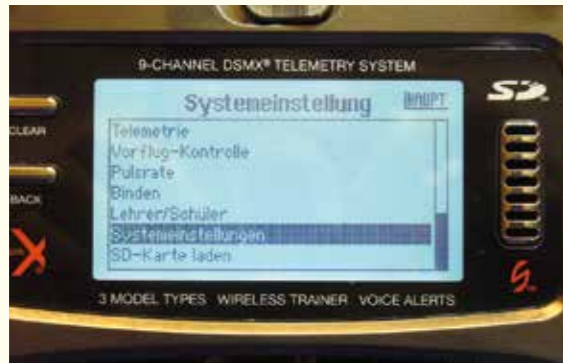 9-CHANNEL DSMX® TELEMETRY SYSTEM
Systemeinstellung HAUPT
CLEAR
Telemetrie
Vorflug-Kontrolle
Pulsrate
Binden
BACK
Lehrer/Schüler
Systemeinstellungen
SD-Karte laden
X
3 MODEL TYPES WIRELESS TRAINER VOICE ALERTS
SD